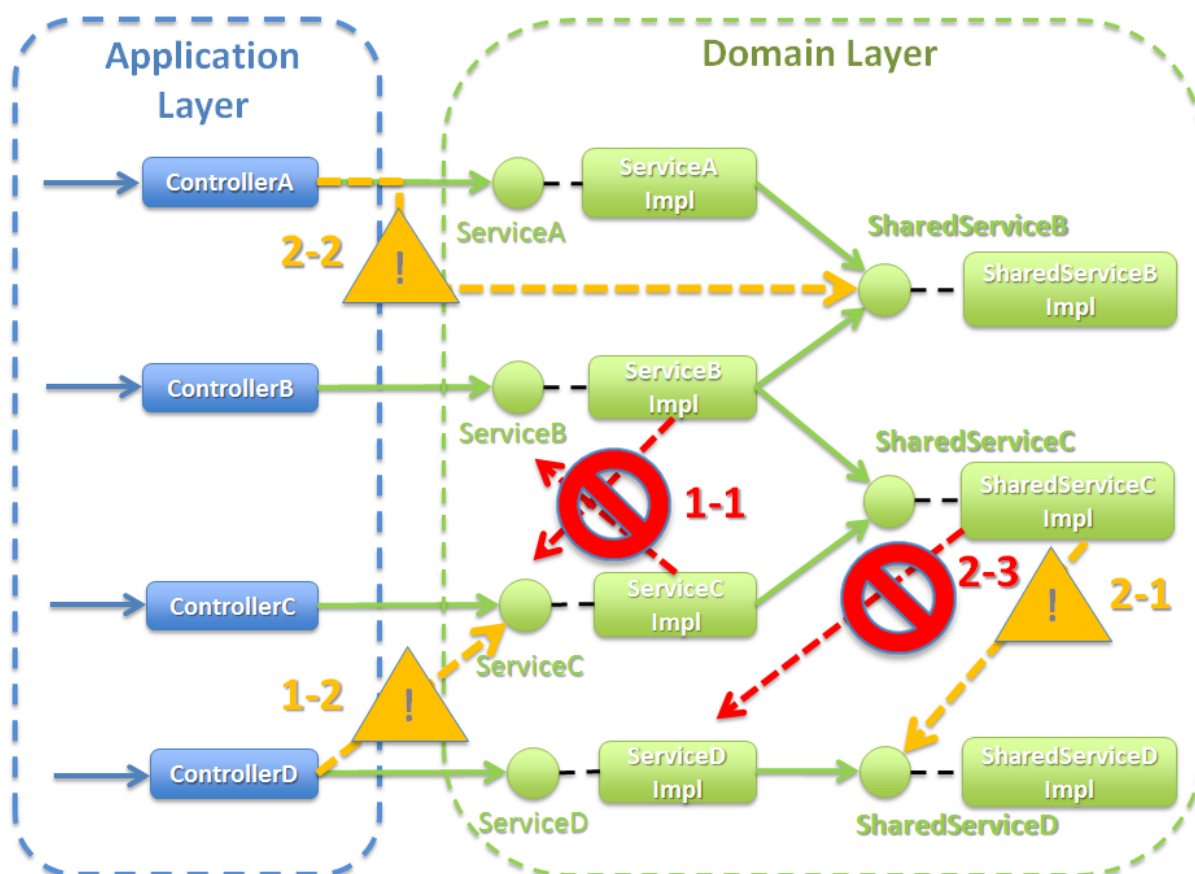 Application
Layer
Domain Layer
ControllerA
ServiceA
Impl
ServiceA
SharedServiceB
2-2
!
SharedServiceB
Impl
ControllerB
ServiceB
Impl
ServiceB
SharedServiceC
1-1
SharedServiceC
Impl
2-3
2-1
!
ControllerC
ServiceC
Impl
ServiceC
1-2
!
ControllerD
ServiceD
Impl
SharedServiceD
Impl
ServiceD
SharedServiceD